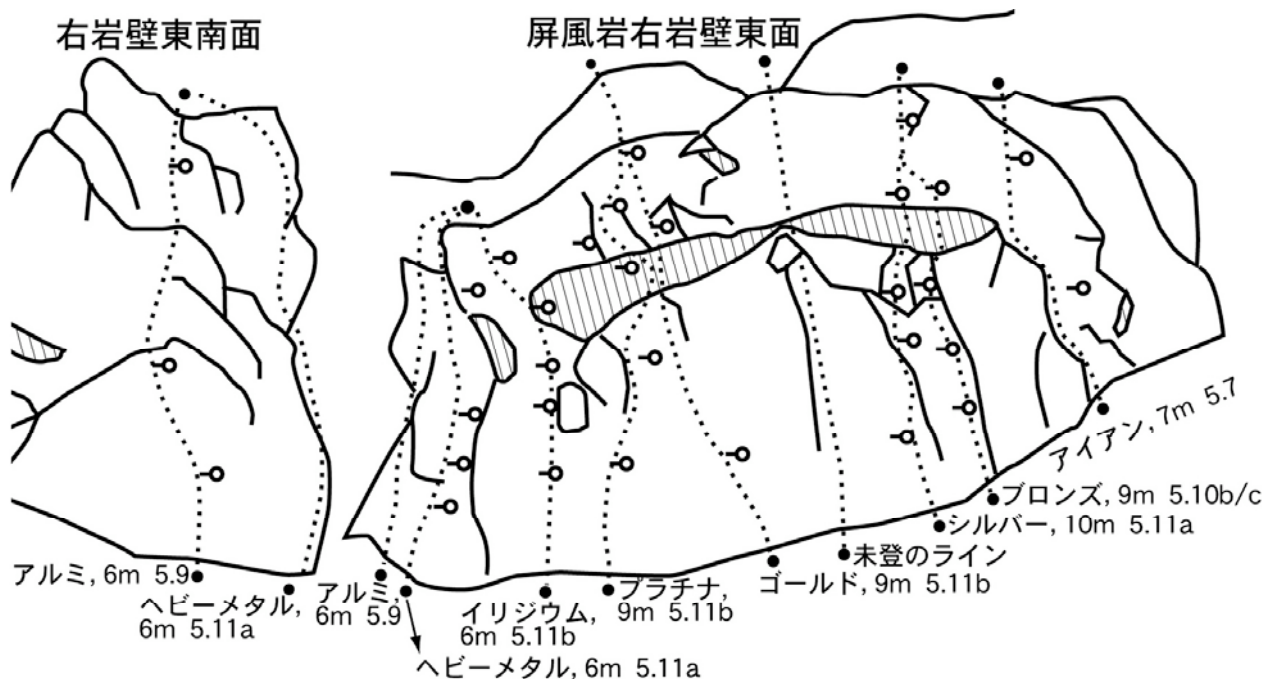 右岩壁東南面
屏風岩右岩壁東面
アルミ, 6m 5.9
ヘビーメタル,
6m 5.11a
アルミ,
6m 5.9
ヘビーメタル, 6m 5.11a
イリジウム,
6m 5.11b
プラチナ,
9m 5.11b
ゴールド, 9m 5.11b
未登のライン
シルバー, 10m 5.11a
ブロンズ, 9m 5.10b/c
アイアン, 7m 5.7